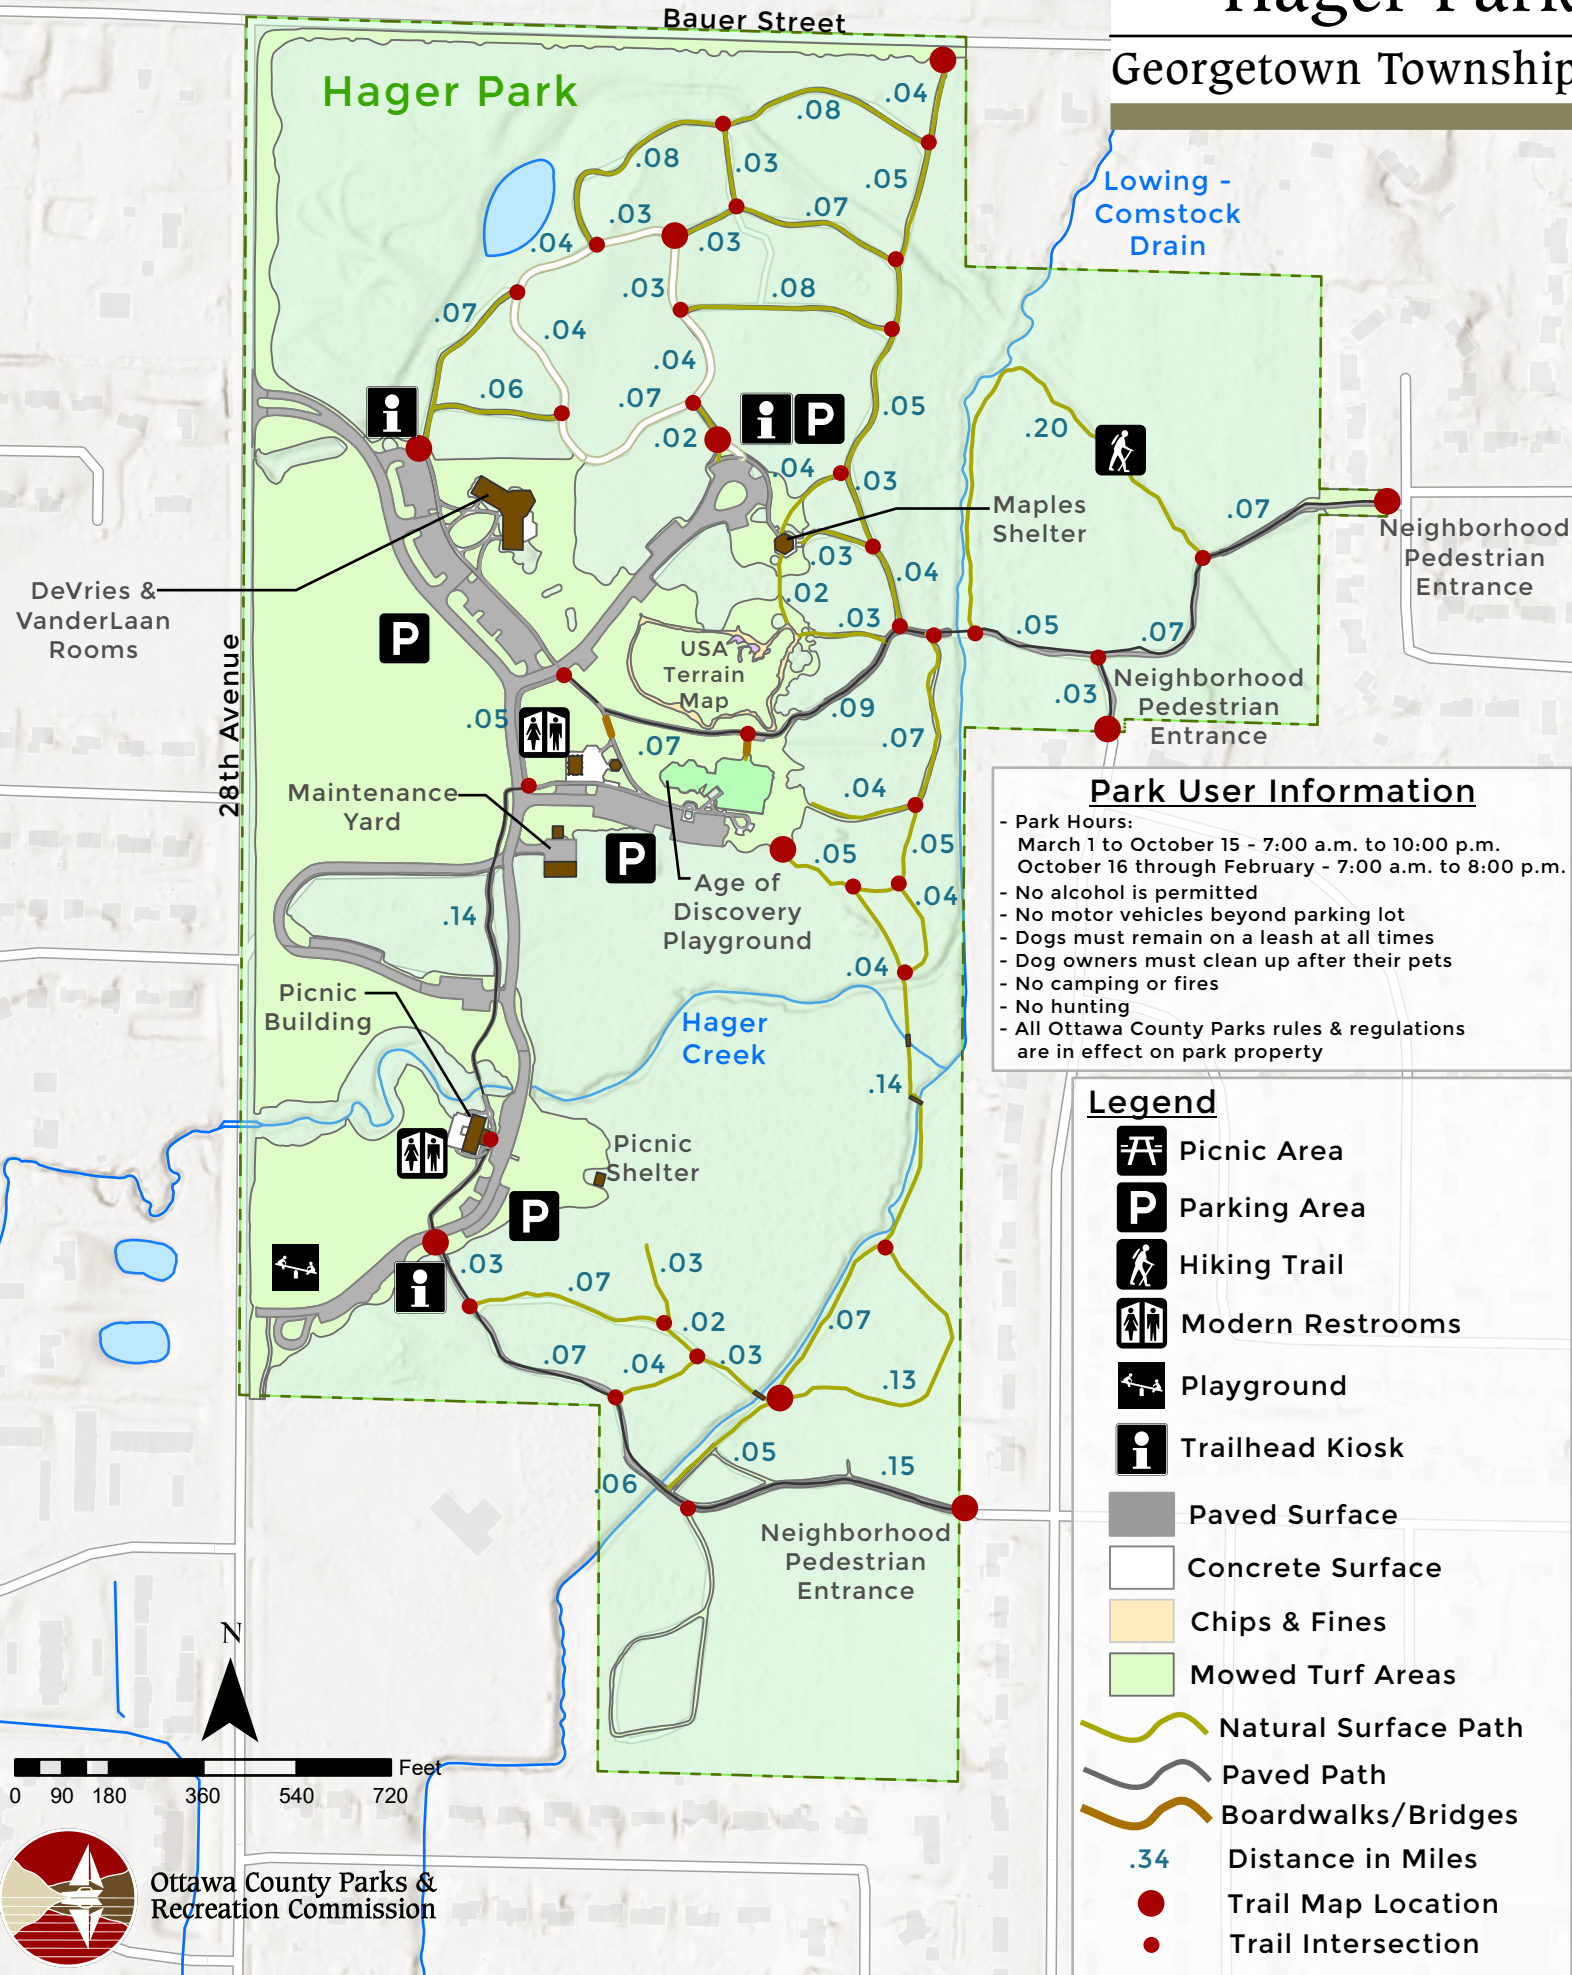 Hager Park
Georgetown Township
Bauer Street
Hager Park
.04
.08
.08
.03
.05
.03
.07
.04
.03
.03
.08
.07
.04
.04
.06
.07
.05
.02
.04
.03
Lowing -
Comstock
Drain
.20
.07
Maples
Shelter
Neighborhood
Pedestrian
Entrance
DeVries &
VanderLaan
Rooms
.03
.04
.02
.03
.05
.07
28th Avenue
USA
Terrain
Map
.03
Neighborhood
Pedestrian
Entrance
.05
.07
.09
.07
Maintenance
Yard
.04
.05
.05
.04
Age of
Discovery
Playground
.14
.04
Picnic
Building
Hager
Creek
.14
Picnic
Shelter
.03
.07
.03
.02
.07
.07
.04
.03
.13
.05
.15
.06
Neighborhood
Pedestrian
Entrance
Park User Information
- Park Hours:
March 1 to October 15 - 7:00 a.m. to 10:00 p.m.
October 16 through February - 7:00 a.m. to 8:00 p.m.
- No alcohol is permitted
- No motor vehicles beyond parking lot
- Dogs must remain on a leash at all times
- Dog owners must clean up after their pets
- No camping or fires
- No hunting
- All Ottawa County Parks rules & regulations
are in effect on park property
Legend
Picnic Area
P Parking Area
Hiking Trail
Modern Restrooms
Playground
i Trailhead Kiosk
Paved Surface
Concrete Surface
Chips & Fines
Mowed Turf Areas
Natural Surface Path
Paved Path
Boardwalks/Bridges
.34 Distance in Miles
Trail Map Location
Trail Intersection
N
Feet
0 90 180 360 540 720
Ottawa County Parks &
Recreation Commission